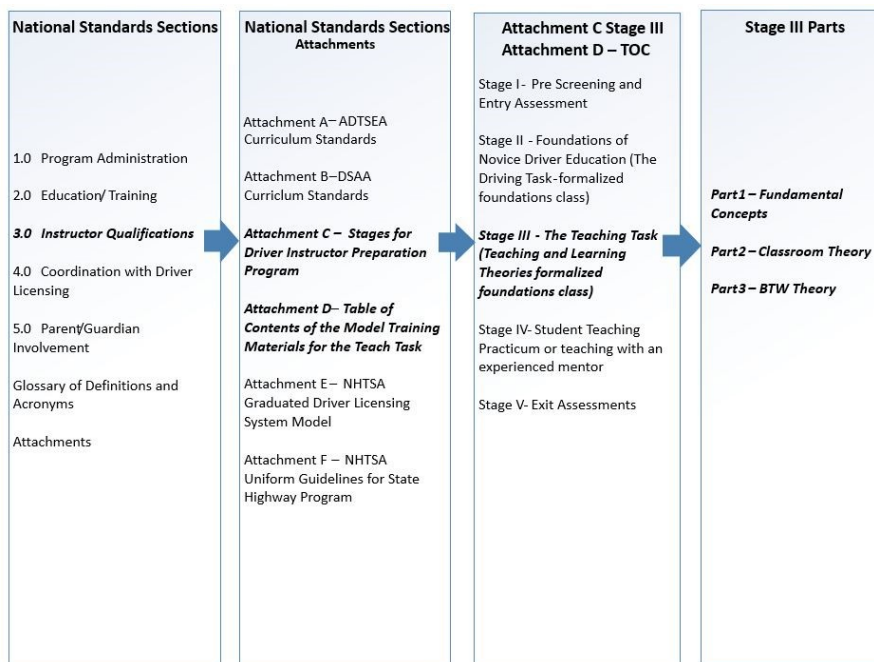 National Standards Sections
1.0 Program Administration
2.0 Education/ Training
3.0 Instructor Qualifications
4.0 Coordination with Driver
Licensing
5.0 Parent/Guardian
Involvement
Glossary of Definitions and
Acronyms
Attachments
National Standards Sections
Attachments
Attachment A– ADTSEA
Curriculum Standards
Attachment B–DSAA
Curriclum Standards
Attachment C – Stages for
Driver Instructor Preparation
Program
Attachment D– Table of
Contents of the Model Training
Materials for the Teach Task
Attachment E – NHTSA
Graduated Driver Licensing
System Model
Attachment F – NHTSA
Uniform Guidelines for State
Highway Program
Attachment C Stage III
Attachment D – TOC
Stage I - Pre Screening and
Entry Assessment
Stage II - Foundations of
Novice Driver Education (The
Driving Task-formalized
foundations class)
Stage III - The Teaching Task
(Teaching and Learning
Theories formalized
foundations class)
Stage IV- Student Teaching
Practicum or teaching with an
experienced mentor
Stage V- Exit Assessments
Stage III Parts
Part1 – Fundamental
Concepts
Part2 – Classroom Theory
Part3 – BTW Theory